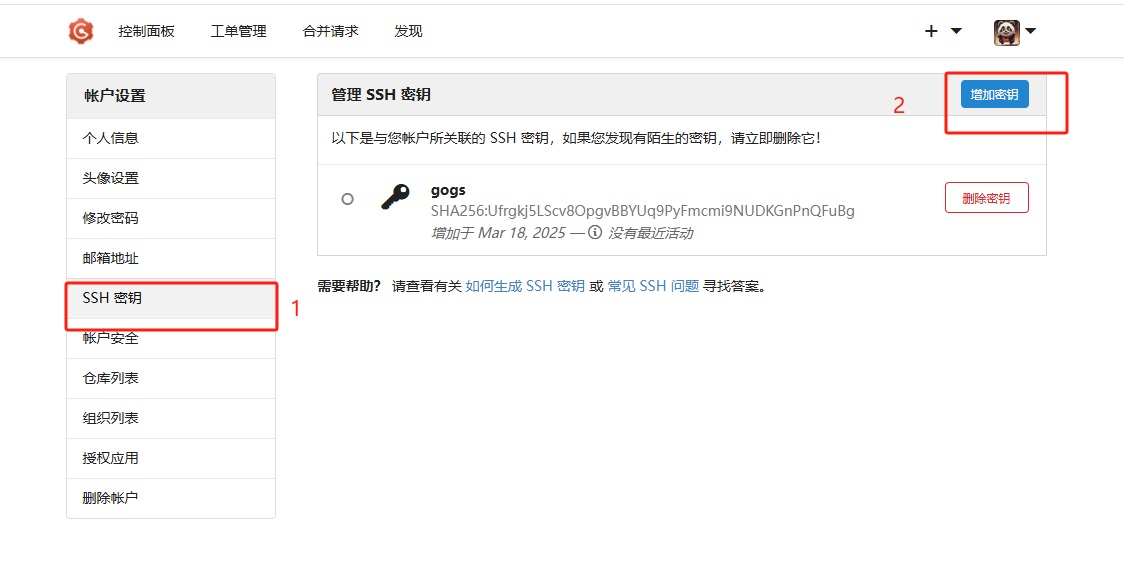 控制面板 工单管理 合并请求 发现
帐户设置
个人信息
头像设置
修改密码
邮箱地址
SSH 密钥
1
帐户安全
仓库列表
组织列表
授权应用
删除帐户
管理 SSH 密钥
2
增加密钥
以下是与您帐户所关联的 SSH 密钥，如果您发现有陌生的密钥，请立即删除它！
gogs
SHA256:Ufrgkj5LScv8OpgvBBYUq9PyFmcmi9NUDKGnPnQFuBg
增加于 Mar 18, 2025 — 没有最近活动
删除密钥
需要帮助？ 请查看有关 如何生成 SSH 密钥 或 常见 SSH 问题 寻找答案。